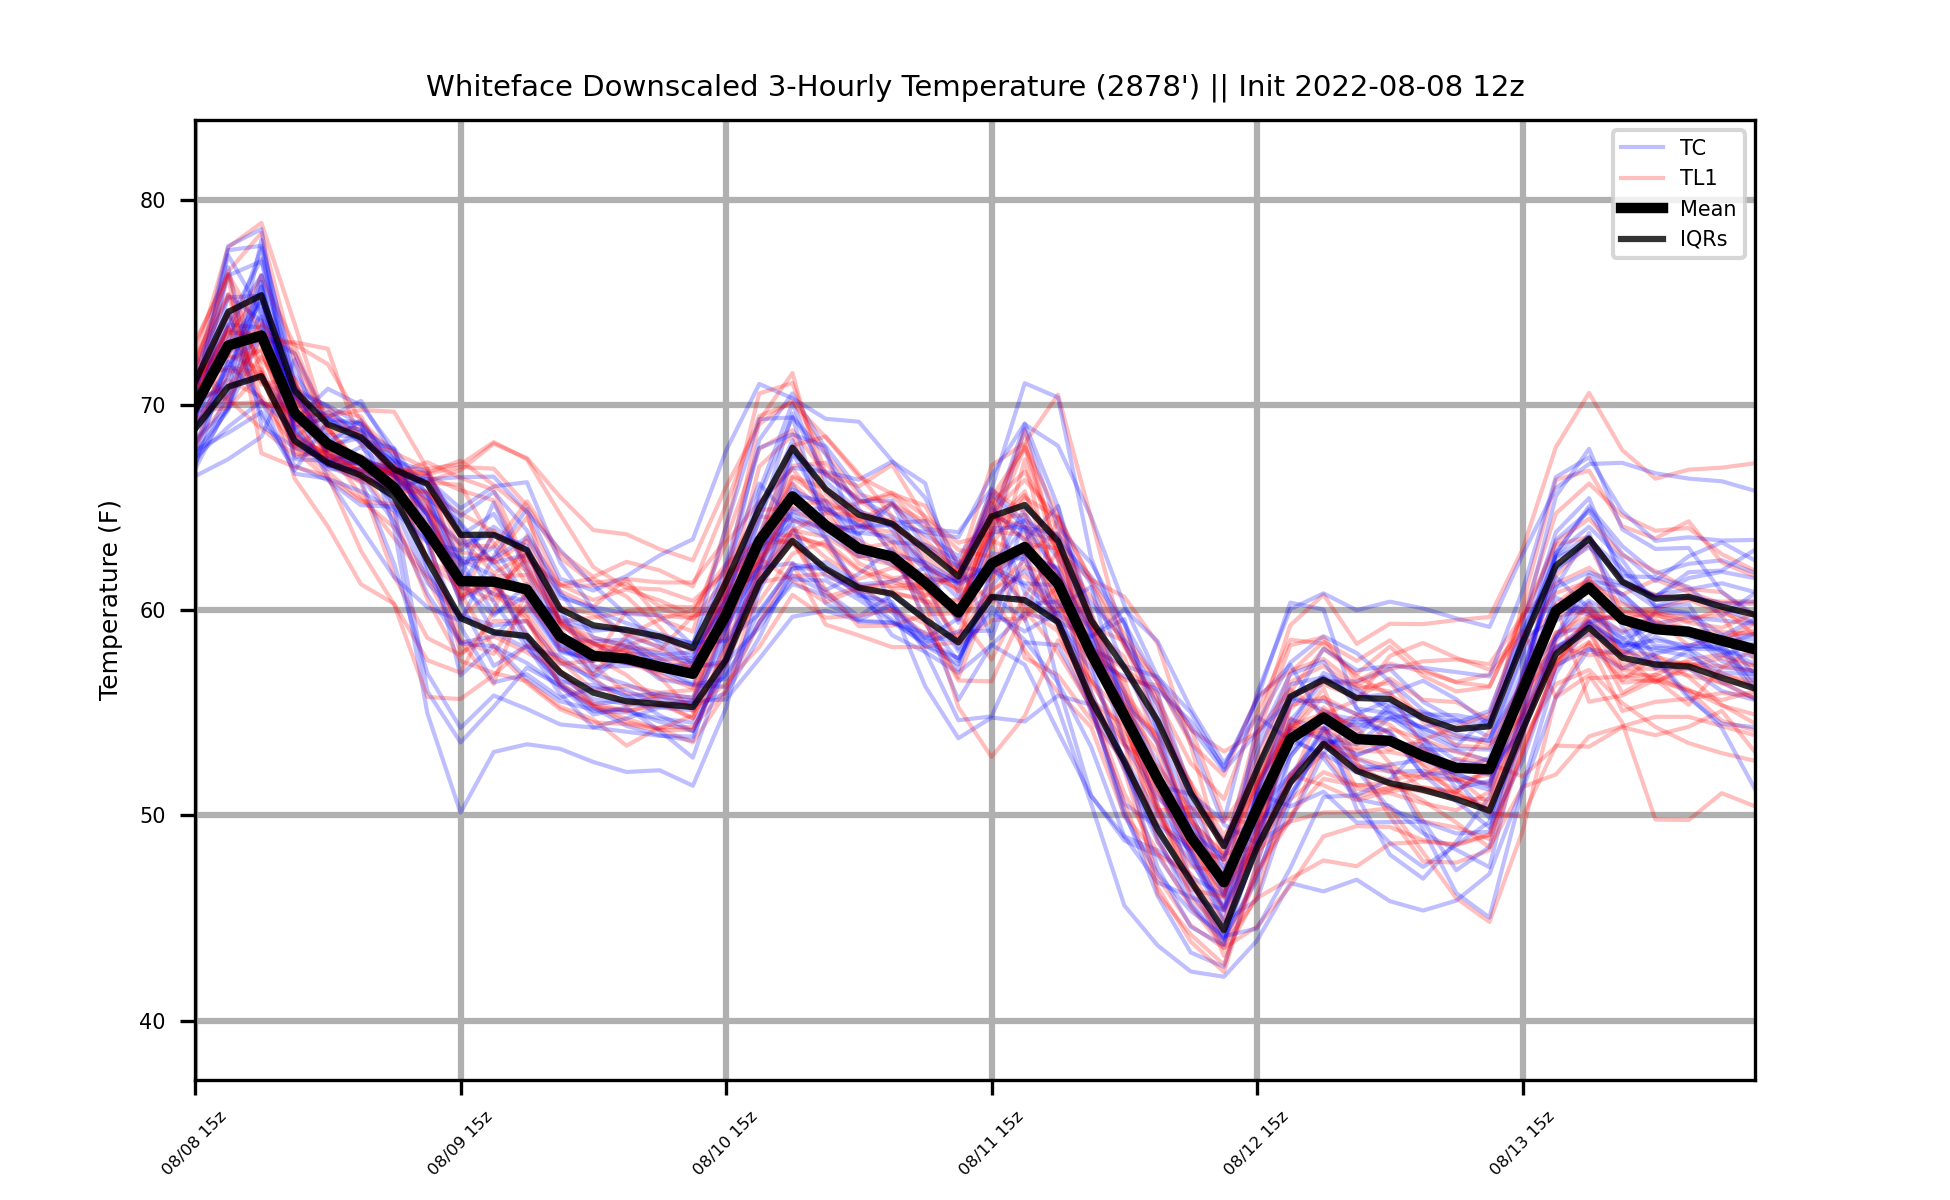 Whiteface Downscaled 3-Hourly Temperature (2878') || Init 2022-08-08 12z
TC
TL1
Mean
IQRs
Temperature (F)
80
70
60
50
40
08/08 15z
08/09 15z
08/10 15z
08/11 15z
08/12 15z
08/13 15z